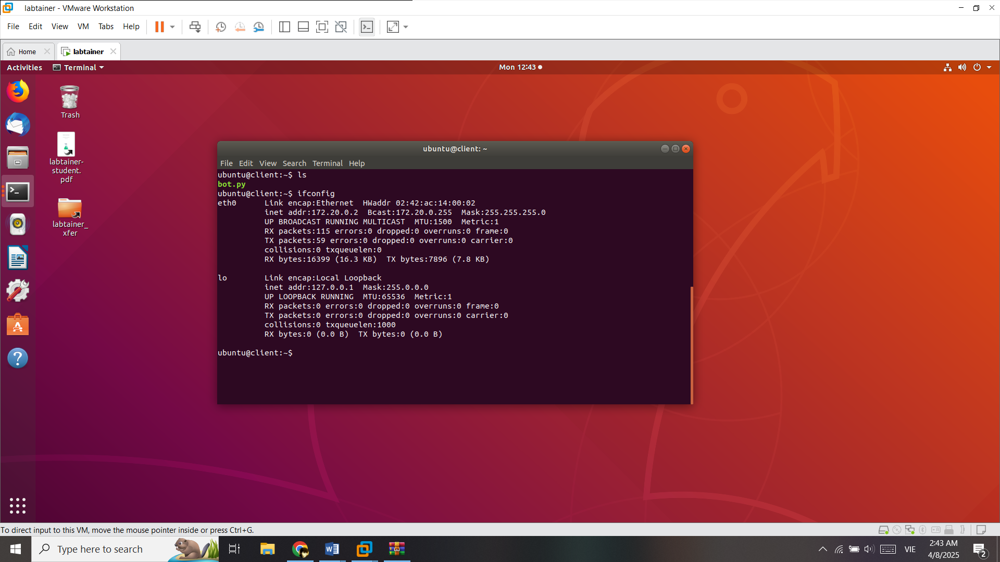 labtainer - VMware Workstation
File Edit View VM Tabs Help
Home labtainer
Activities Terminal Mon 12:43
Trash
labtainer-
student.
pdf
labtainer_
xfer
ubuntu@client: ~
File Edit View Search Terminal Help
ubuntu@client:~$ ls
bot.py
ubuntu@client:~$ ifconfig
eth0      Link encap:Ethernet  HWaddr 02:42:ac:14:00:02
          inet addr:172.20.0.2  Bcast:172.20.0.255  Mask:255.255.255.0
          UP BROADCAST RUNNING MULTICAST  MTU:1500  Metric:1
          RX packets:115 errors:0 dropped:0 overruns:0 frame:0
          TX packets:59 errors:0 dropped:0 overruns:0 carrier:0
          collisions:0 txqueuelen:0
          RX bytes:16399 (16.3 KB)  TX bytes:7896 (7.8 KB)

lo        Link encap:Local Loopback
          inet addr:127.0.0.1  Mask:255.0.0.0
          UP LOOPBACK RUNNING  MTU:65536  Metric:1
          RX packets:0 errors:0 dropped:0 overruns:0 frame:0
          TX packets:0 errors:0 dropped:0 overruns:0 carrier:0
          collisions:0 txqueuelen:1000
          RX bytes:0 (0.0 B)  TX bytes:0 (0.0 B)

ubuntu@client:~$
To direct input to this VM, move the mouse pointer inside or press Ctrl+G.
Type here to search
VIE
2:43 AM
4/8/2025
2